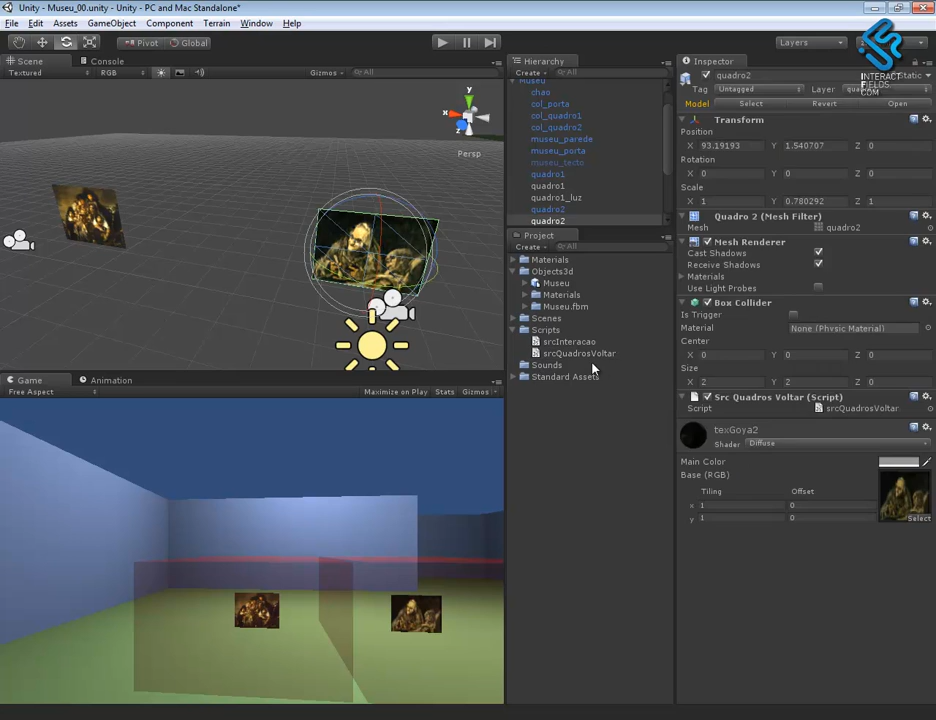 Unity - Museu_00.unity - PC and Mac Standalone*
File Edit Assets GameObject Component Terrain Window Help
Pivot Global Layers
INTERACT
FIELDS.
COM
Scene Console
Textured RGB Gizmos All
y
x
z
Persp
Game Animation
Free Aspect Maximize on Play Stats Gizmos
Hierarchy
Create All
Museu
chao
col_porta
col_quadro1
col_quadro2
museu_parede
museu_porta
museu_tecto
quadro1
quadro1
quadro1_luz
quadro2
quadro2
Project
Create All
Materials
Objects3d
Museu
Materials
Museu.fbm
Scenes
Scripts
srcInteracao
srcQuadrosVoltar
Sounds
Standard Assets
Inspector
quadro2 Static
Tag Untagged Layer
Model Select Revert Open
Transform
Position
X 93.19193 Y 1.540707 Z 0
Rotation
X 0 Y 0 Z 0
Scale
X 1 Y 0.780292 Z 1
Quadro 2 (Mesh Filter)
Mesh quadro2
Mesh Renderer
Cast Shadows
Receive Shadows
Materials
Use Light Probes
Box Collider
Is Trigger
Material None (Physic Material)
Center
X 0 Y 0 Z 0
Size
X 2 Y 2 Z 0
Src Quadros Voltar (Script)
Script srcQuadrosVoltar
texGoya2
Shader Diffuse
Main Color
Base (RGB)
Tiling Offset
x 1 0
y 1 0
Select